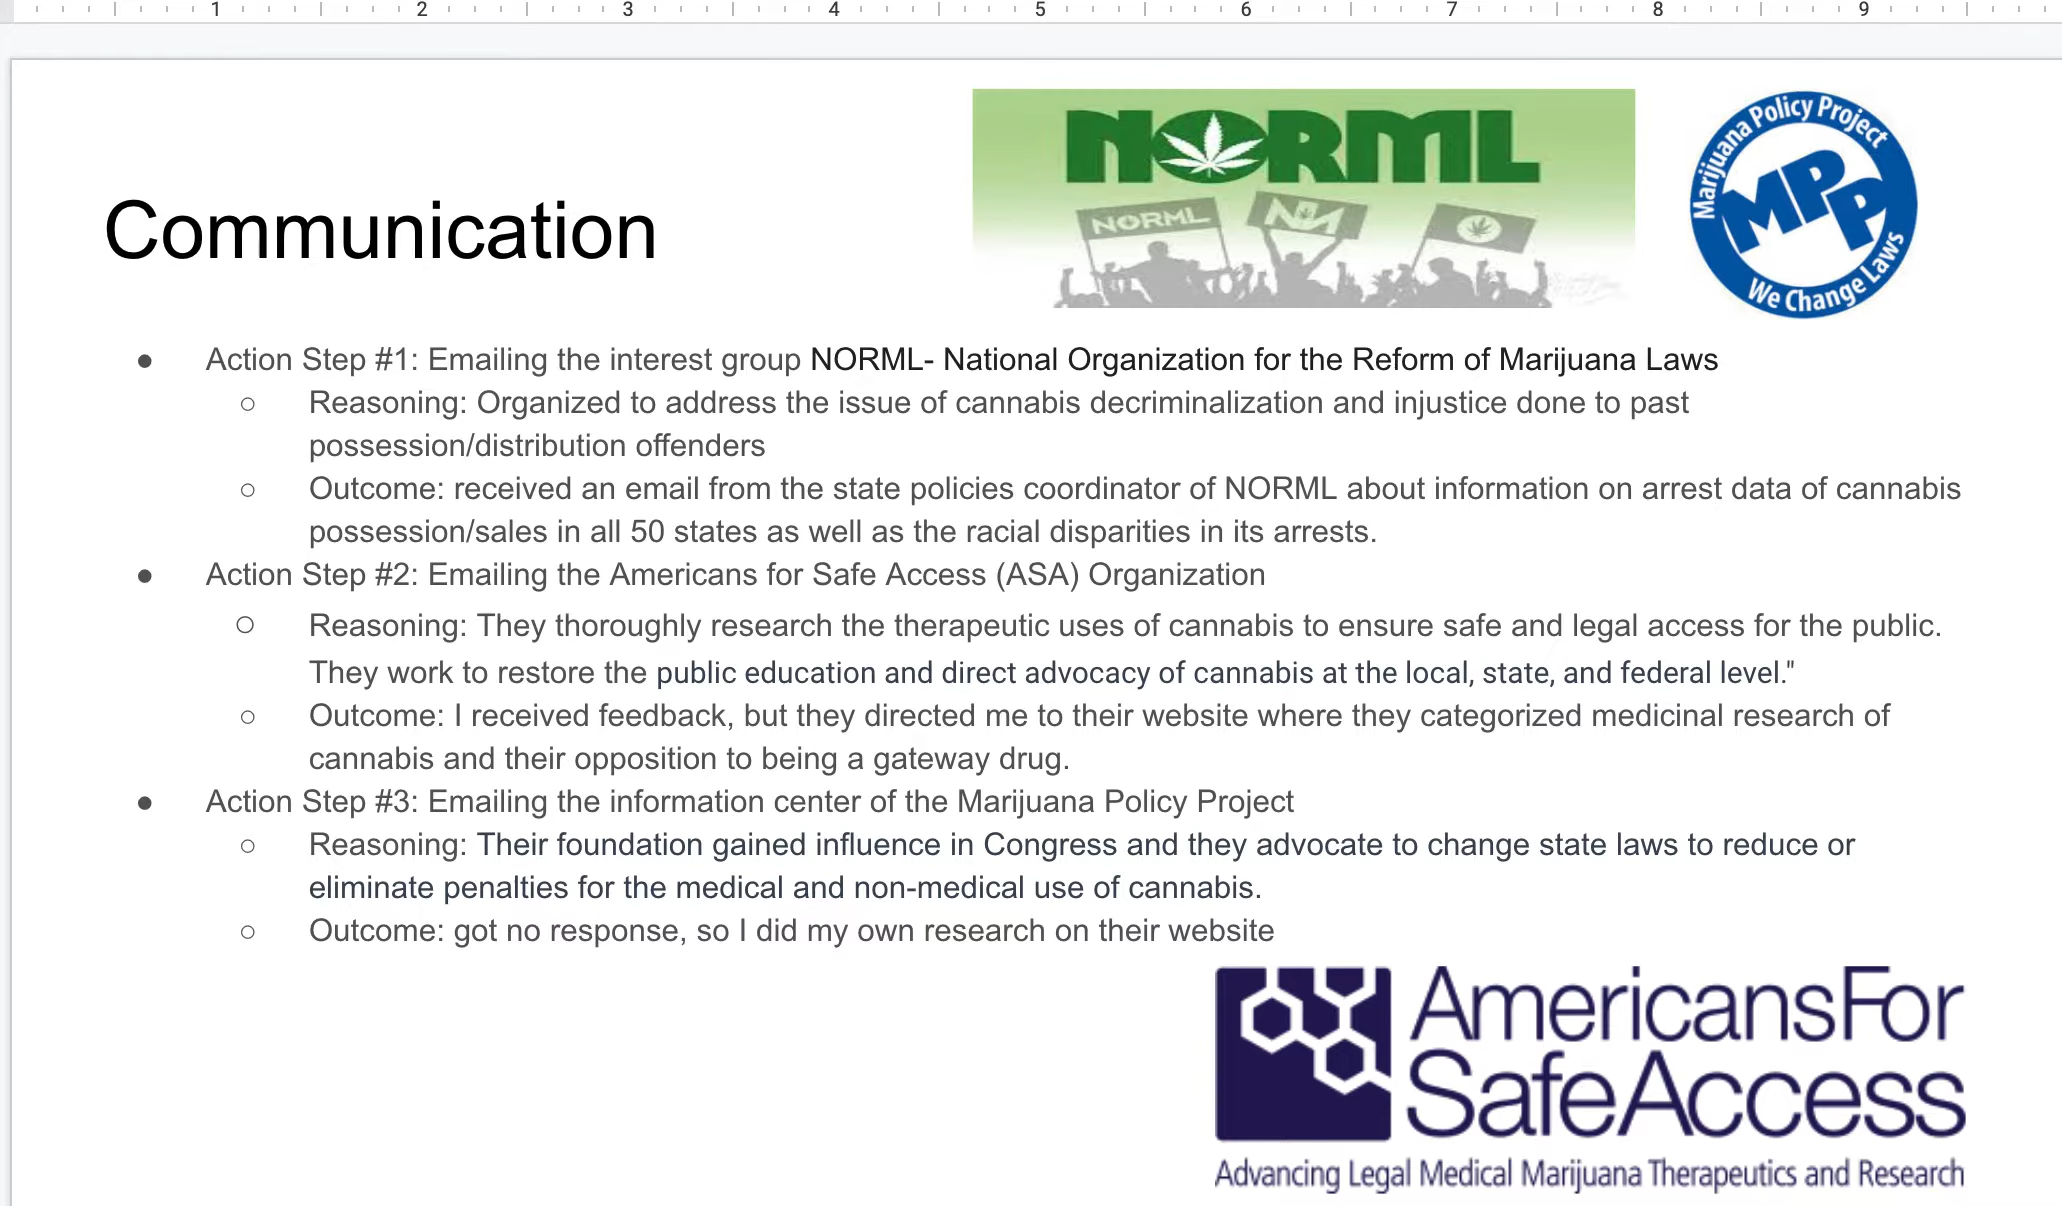 1 2 3 4 5 6 7 8 9
NORML
NORML
Marijuana Policy Project
MPP
We Change Laws
Communication
● Action Step #1: Emailing the interest group NORML- National Organization for the Reform of Marijuana Laws
○ Reasoning: Organized to address the issue of cannabis decriminalization and injustice done to past
possession/distribution offenders
○ Outcome: received an email from the state policies coordinator of NORML about information on arrest data of cannabis
possession/sales in all 50 states as well as the racial disparities in its arrests.
● Action Step #2: Emailing the Americans for Safe Access (ASA) Organization
○ Reasoning: They thoroughly research the therapeutic uses of cannabis to ensure safe and legal access for the public.
They work to restore the public education and direct advocacy of cannabis at the local, state, and federal level."
○ Outcome: I received feedback, but they directed me to their website where they categorized medicinal research of
cannabis and their opposition to being a gateway drug.
● Action Step #3: Emailing the information center of the Marijuana Policy Project
○ Reasoning: Their foundation gained influence in Congress and they advocate to change state laws to reduce or
eliminate penalties for the medical and non-medical use of cannabis.
○ Outcome: got no response, so I did my own research on their website
AmericansFor
SafeAccess
Advancing Legal Medical Marijuana Therapeutics and Research